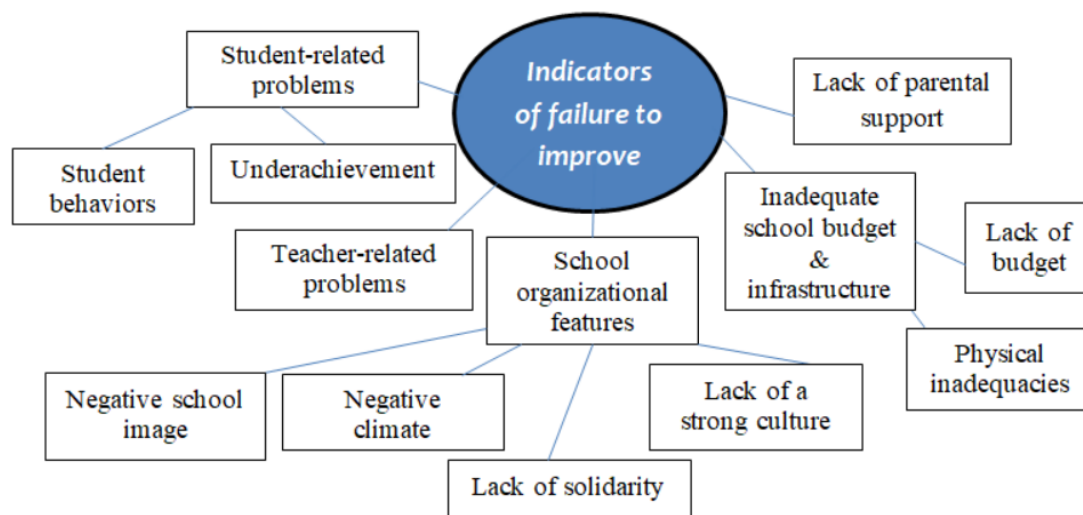 Indicators
of failure to
improve
Student-related
problems
Student
behaviors
Underachievement
Teacher-related
problems
School
organizational
features
Negative school
image
Negative
climate
Lack of solidarity
Lack of a
strong culture
Lack of parental
support
Inadequate
school budget
&
infrastructure
Lack of
budget
Physical
inadequacies